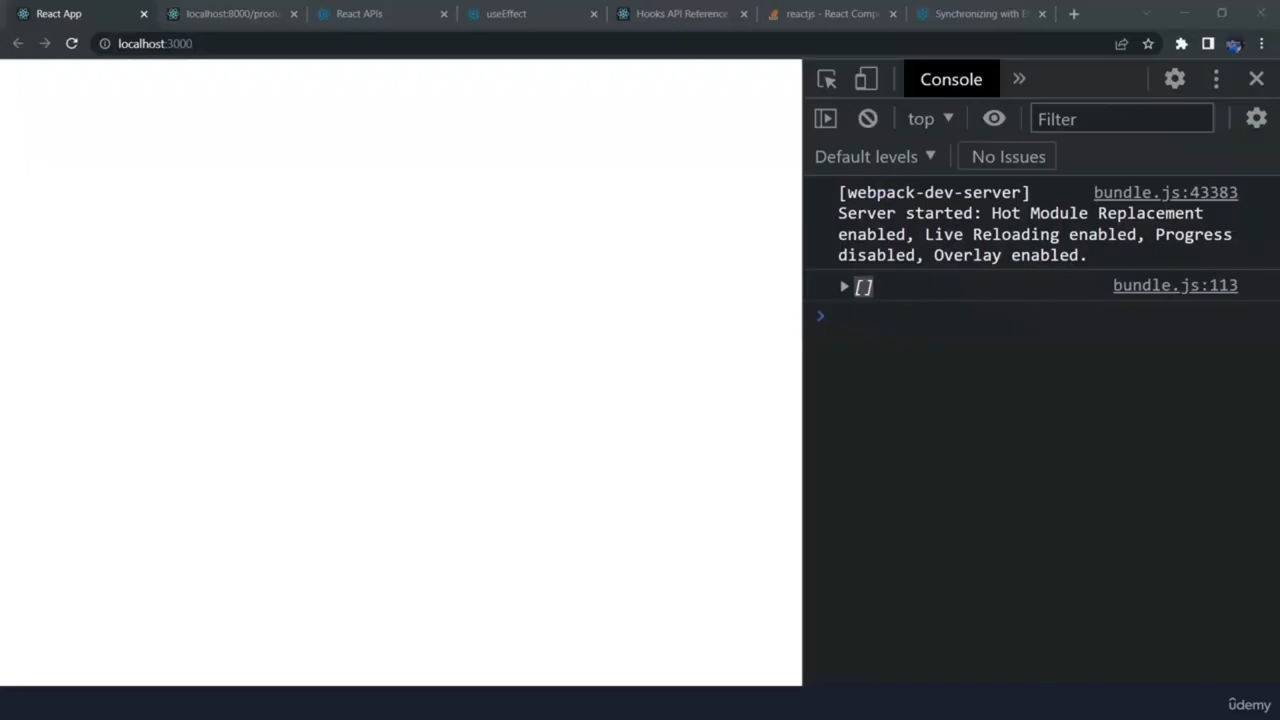 React App
localhost:8000/produ
React APIs
useEffect
Hooks API Reference
reactjs - React Comp
Synchronizing with E
localhost:3000
Console
top
Filter
Default levels
No Issues
[webpack-dev-server] bundle.js:43383
Server started: Hot Module Replacement
enabled, Live Reloading enabled, Progress
disabled, Overlay enabled.
[] bundle.js:113
ûdemy